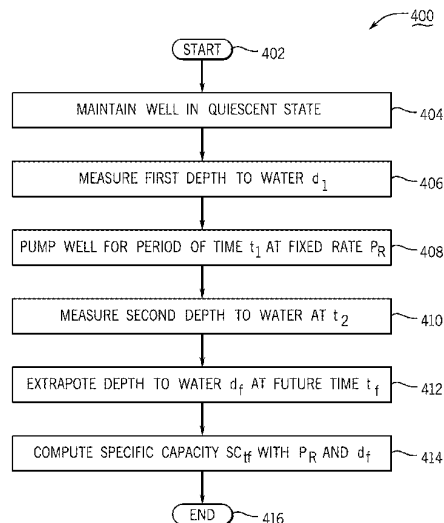 400
START
402
MAINTAIN WELL IN QUIESCENT STATE
404
MEASURE FIRST DEPTH TO WATER d1
406
PUMP WELL FOR PERIOD OF TIME t1 AT FIXED RATE PR
408
MEASURE SECOND DEPTH TO WATER AT t2
410
EXTRAPOTE DEPTH TO WATER df AT FUTURE TIME tf
412
COMPUTE SPECIFIC CAPACITY SCtf WITH PR AND df
414
END
416